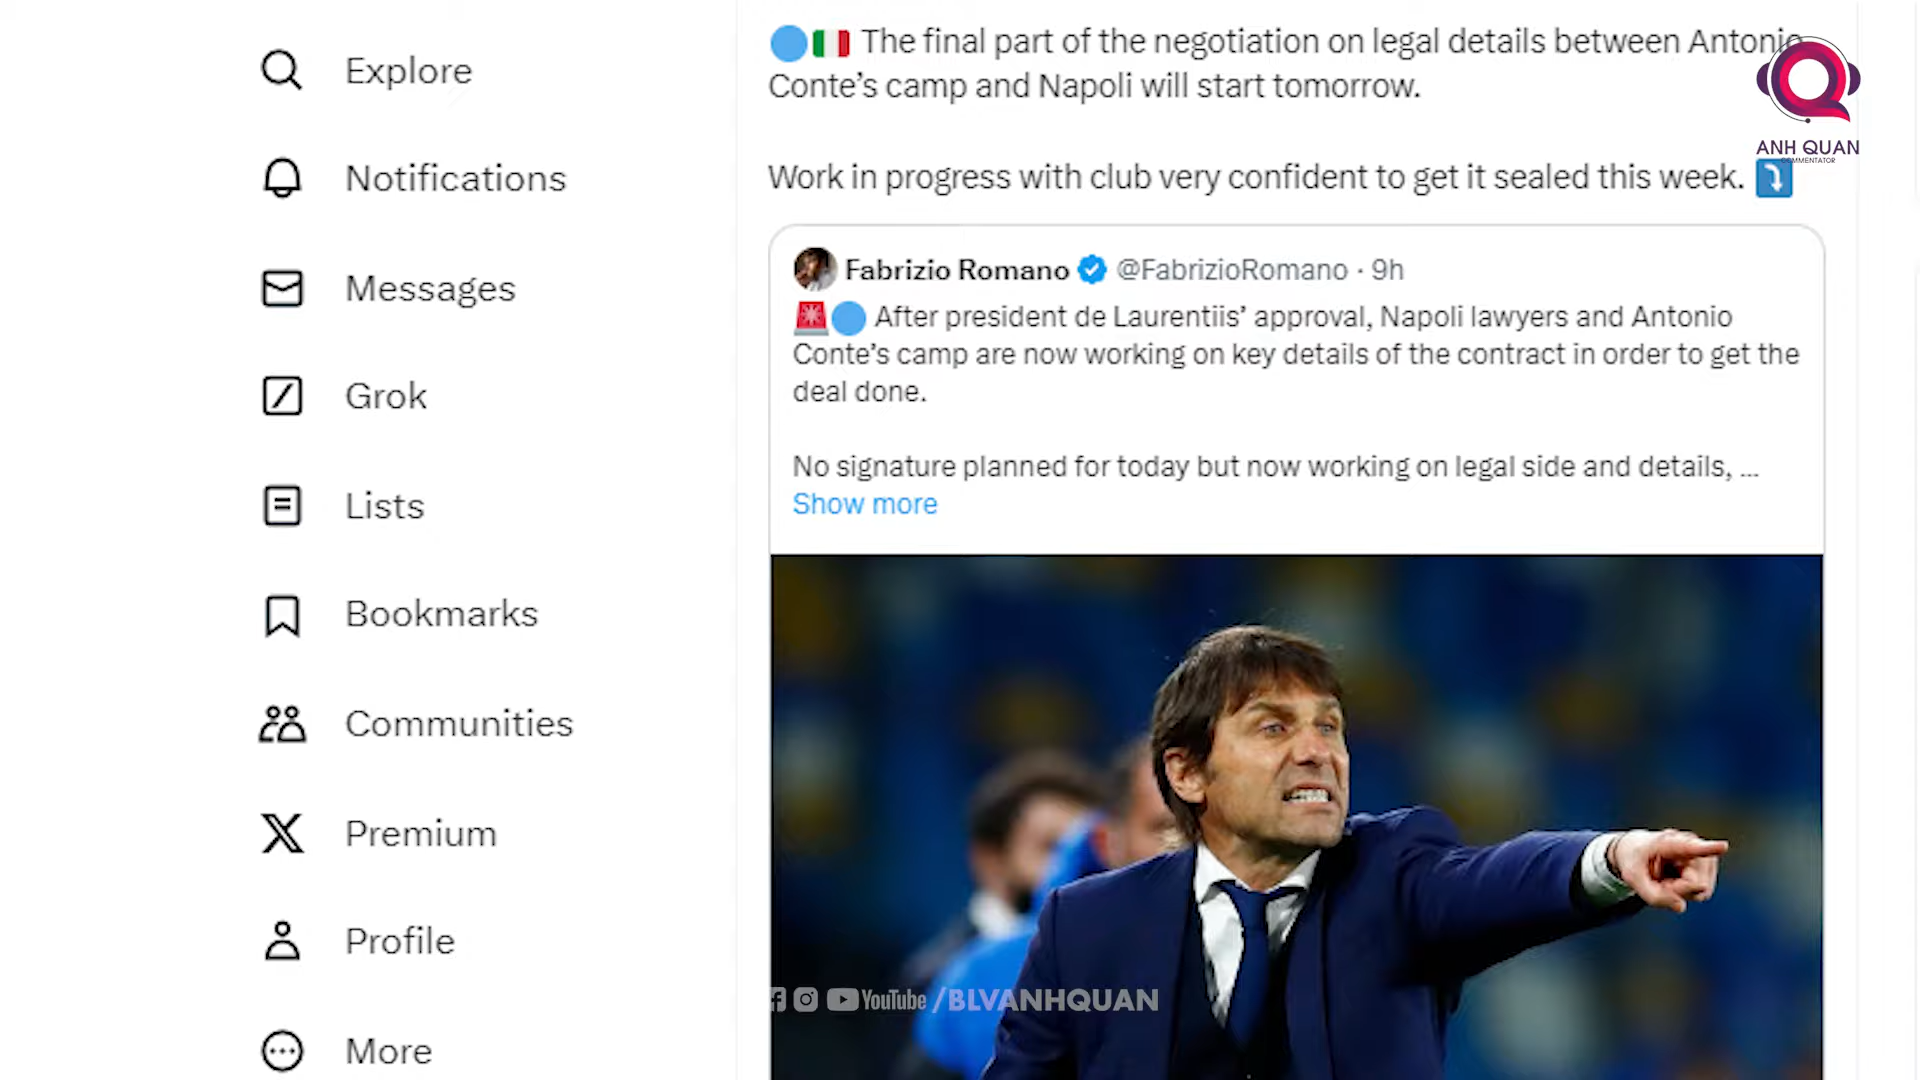 The final part of the negotiation on legal details between Antonio
Conte’s camp and Napoli will start tomorrow.
Work in progress with club very confident to get it sealed this week.
Fabrizio Romano @FabrizioRomano · 9h
After president de Laurentiis’ approval, Napoli lawyers and Antonio
Conte’s camp are now working on key details of the contract in order to get the
deal done.
No signature planned for today but now working on legal side and details, ...
Show more
Explore
Notifications
Messages
Grok
Lists
Bookmarks
Communities
Premium
Profile
More
ANH QUAN
COMMENTATOR
YouTube /BLVANHQUAN